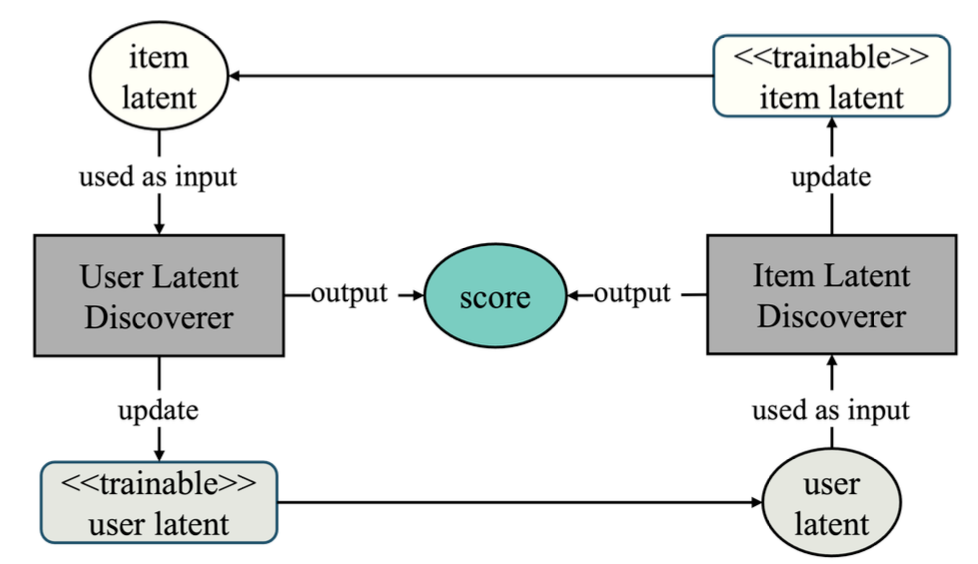 item
latent
<<trainable>>
item latent
used as input
update
User Latent
Discoverer
output
score
output
Item Latent
Discoverer
update
used as input
<<trainable>>
user latent
user
latent